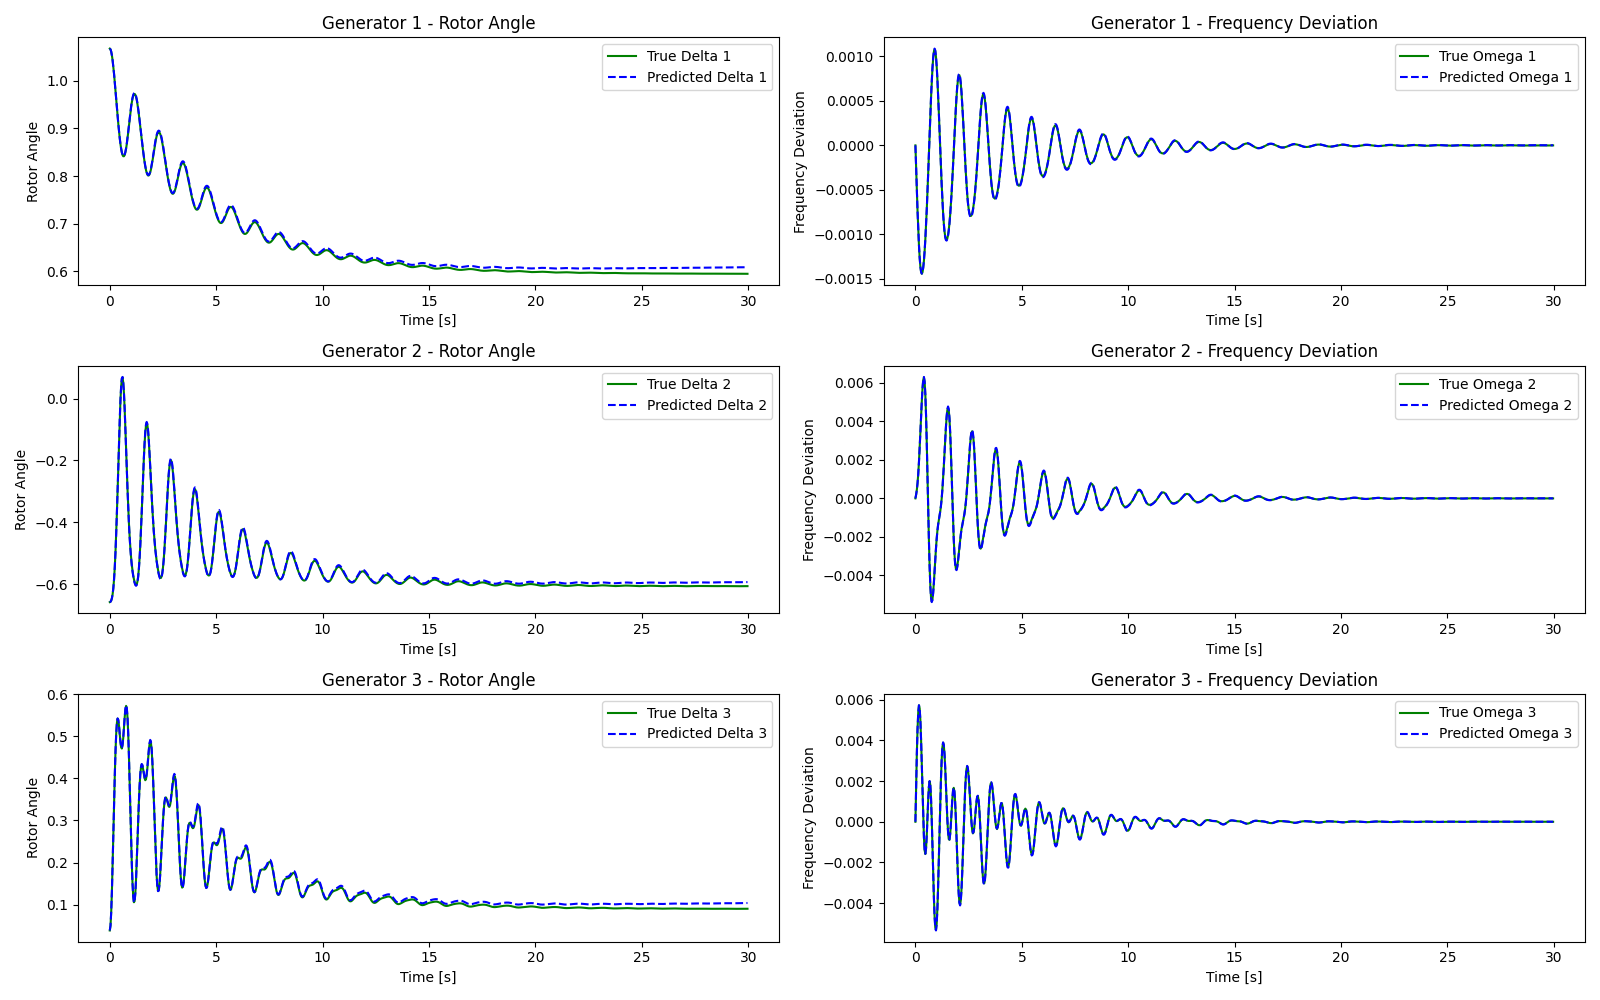 Generator 1 - Rotor Angle
Rotor Angle
1.0
0.9
0.8
0.7
0.6
True Delta 1
Predicted Delta 1
0 5 10 15 20 25 30
Time [s]
Generator 1 - Frequency Deviation
Frequency Deviation
0.0010
0.0005
0.0000
−0.0005
−0.0010
−0.0015
True Omega 1
Predicted Omega 1
0 5 10 15 20 25 30
Time [s]
Generator 2 - Rotor Angle
Rotor Angle
0.0
−0.2
−0.4
−0.6
True Delta 2
Predicted Delta 2
0 5 10 15 20 25 30
Time [s]
Generator 2 - Frequency Deviation
Frequency Deviation
0.006
0.004
0.002
0.000
−0.002
−0.004
True Omega 2
Predicted Omega 2
0 5 10 15 20 25 30
Time [s]
Generator 3 - Rotor Angle
Rotor Angle
0.6
0.5
0.4
0.3
0.2
0.1
True Delta 3
Predicted Delta 3
0 5 10 15 20 25 30
Time [s]
Generator 3 - Frequency Deviation
Frequency Deviation
0.006
0.004
0.002
0.000
−0.002
−0.004
True Omega 3
Predicted Omega 3
0 5 10 15 20 25 30
Time [s]